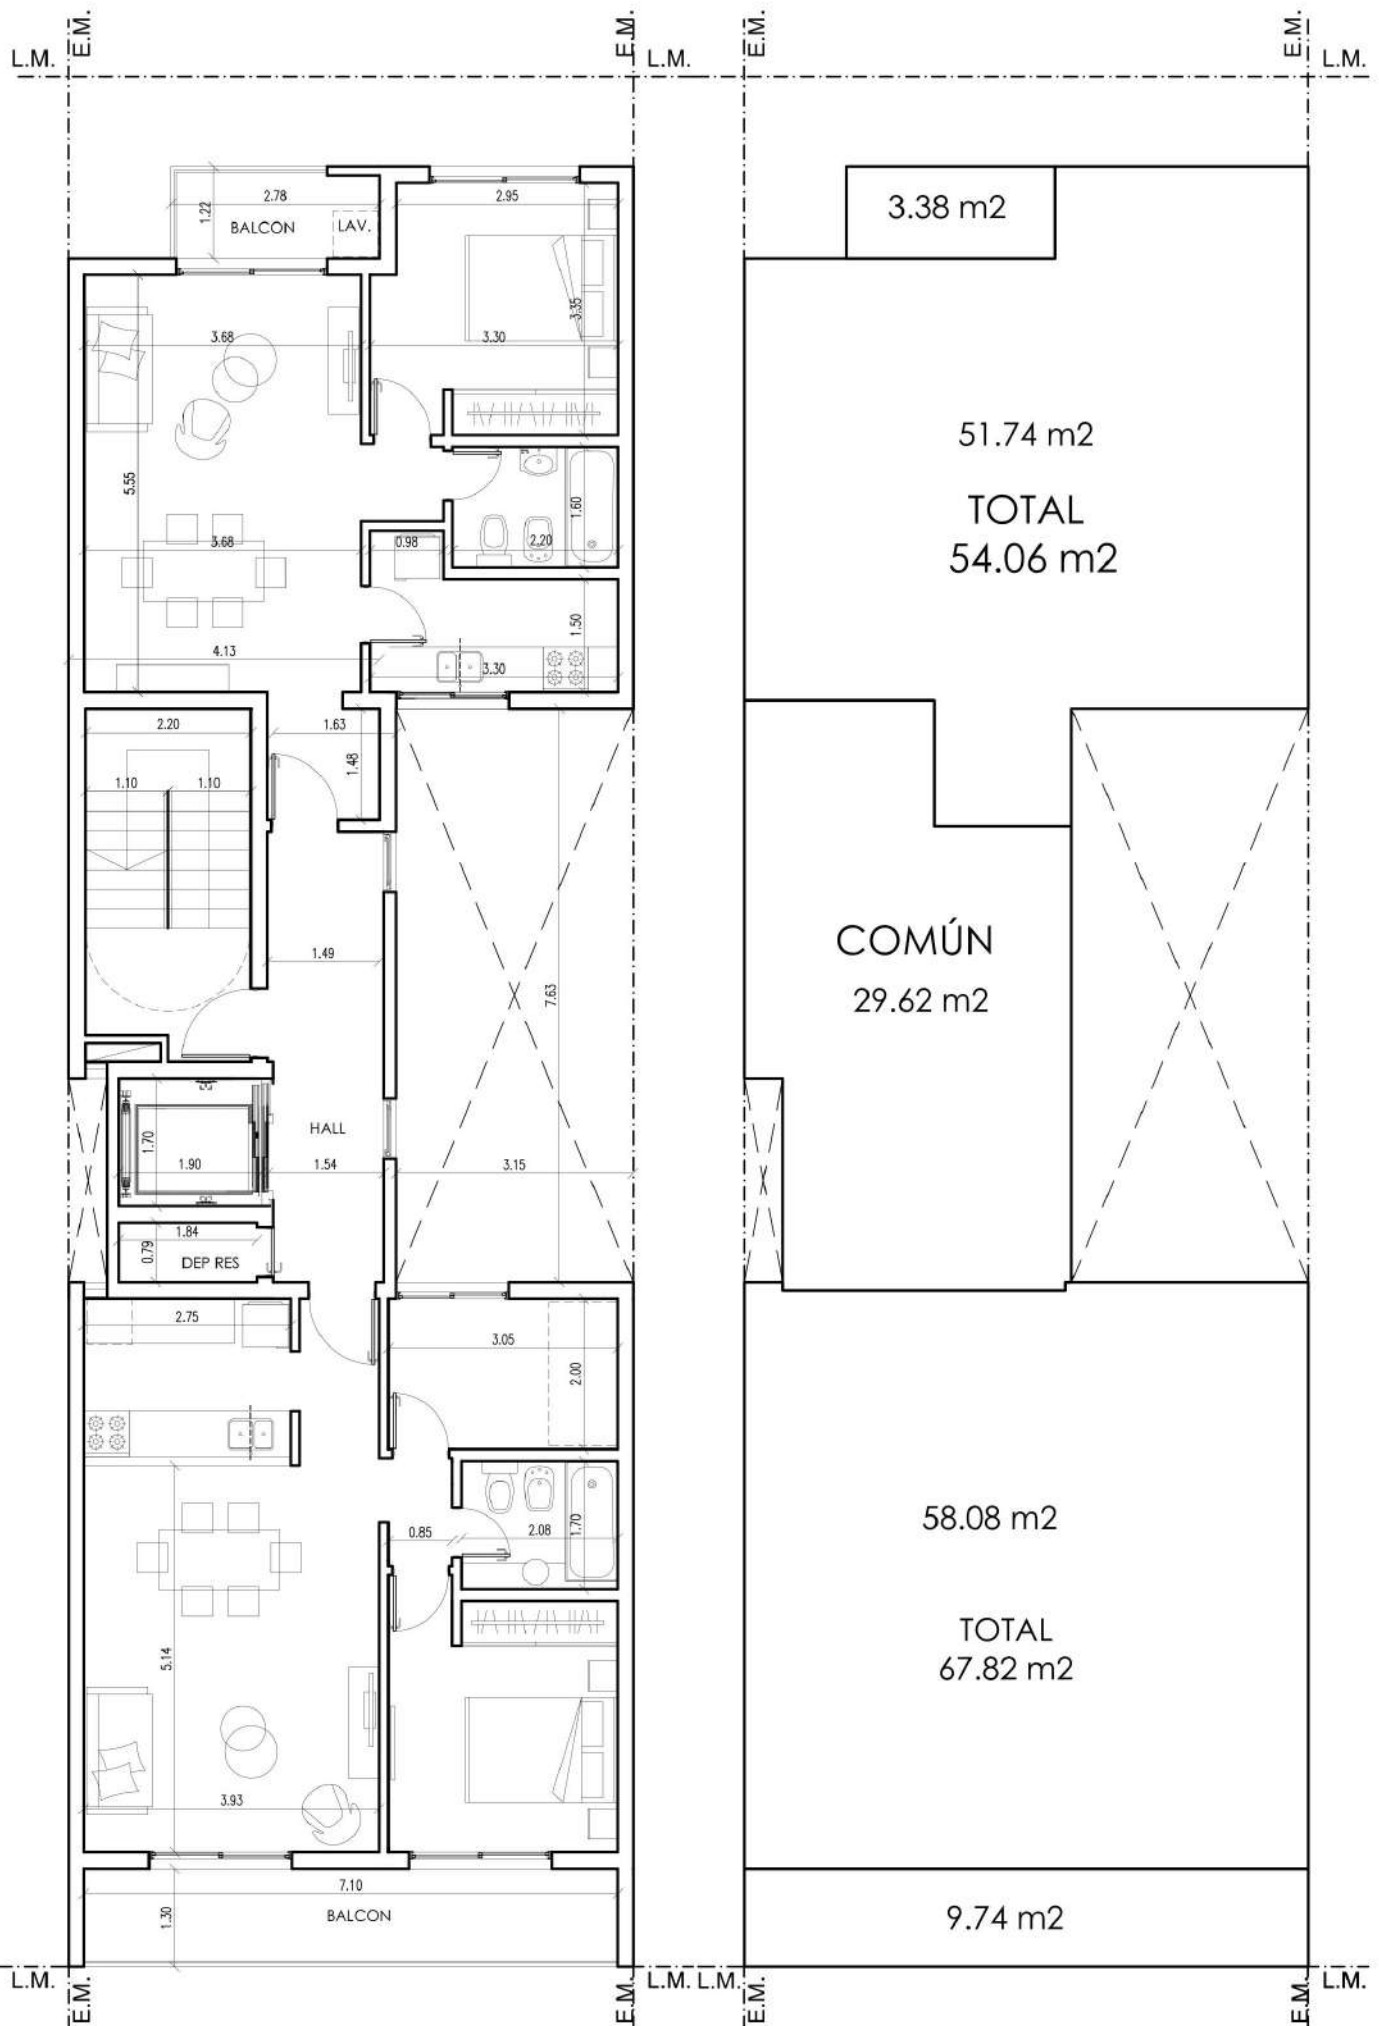 E.M.
E.M.
E.M.
E.M.
L.M.
L.M.
L.M.
2.78
2.95
1.22
BALCON
LAV.
3.38 m2
3.35
3.68
3.30
51.74 m2
5.55
1.60
TOTAL
3.68
0.98
2.20
54.06 m2
1.50
4.13
3.30
2.20
1.63
1.48
1.10
1.10
COMÚN
1.49
7.63
29.62 m2
HALL
1.70
1.90
1.54
3.15
1.84
0.79
DEP RES
2.75
3.05
2.00
58.08 m2
0.85
2.08
1.70
TOTAL
5.14
67.82 m2
3.93
7.10
1.30
BALCON
9.74 m2
L.M.
L.M.
L.M.
L.M.
E.M.
E.M.
E.M.
E.M.